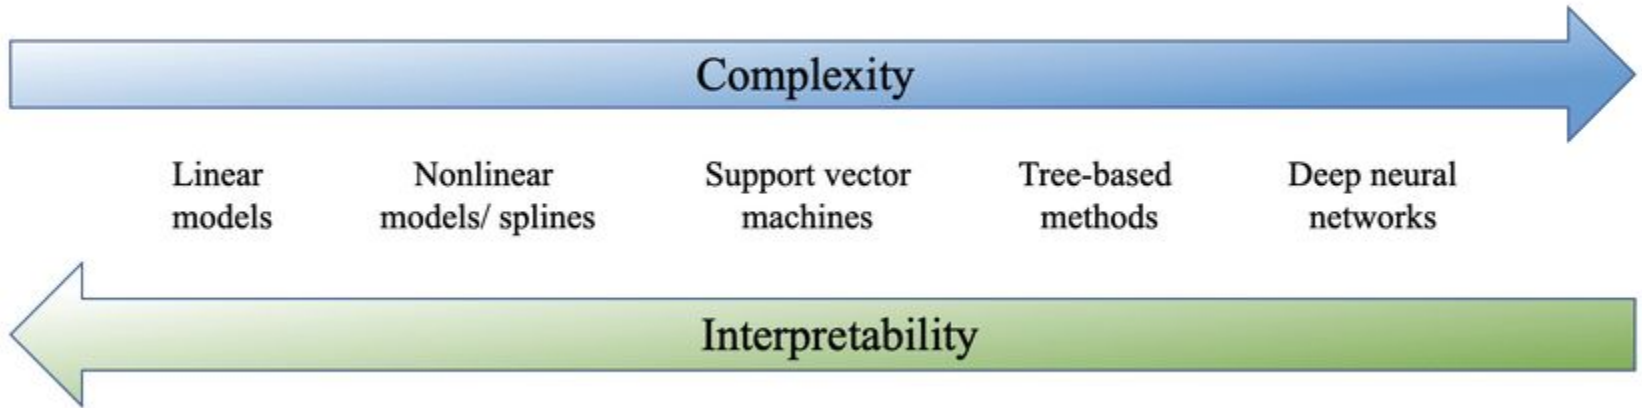 Complexity
Linear
models
Nonlinear
models/ splines
Support vector
machines
Tree-based
methods
Deep neural
networks
Interpretability